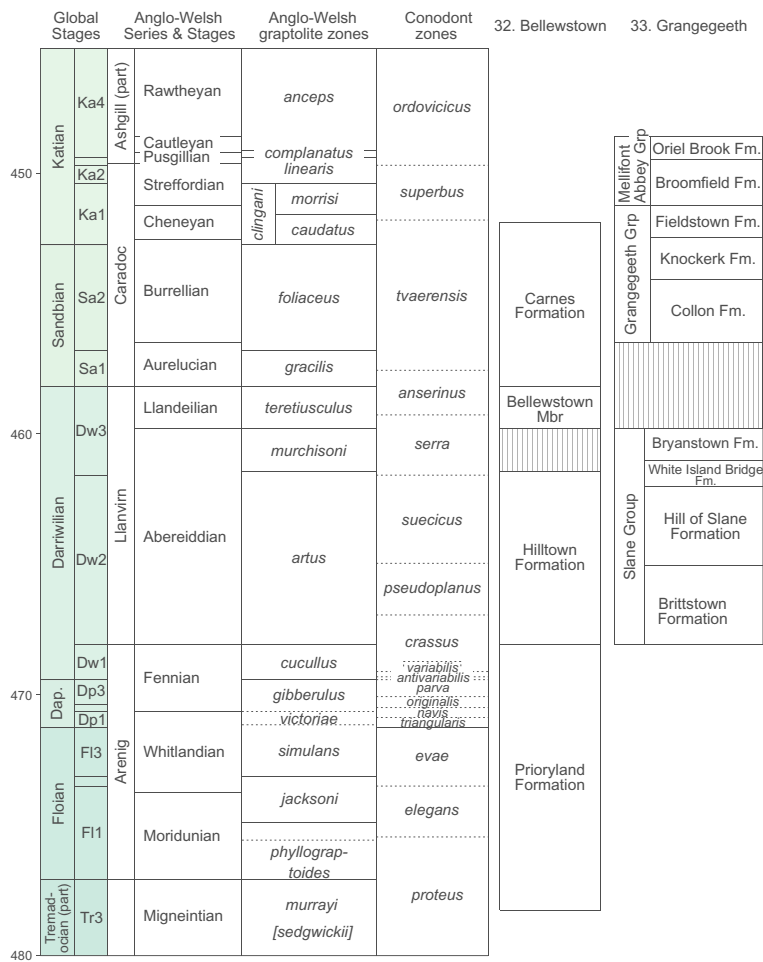 Global
Stages
Anglo-Welsh
Series & Stages
Anglo-Welsh
graptolite zones
Conodont
zones
32. Bellewstown
33. Grangegeeth
450
460
470
480
Katian
Sandbian
Darriwilian
Dap.
Floian
Tremad-
ocian (part)
Ka4
Ka2
Ka1
Sa2
Sa1
Dw3
Dw2
Dw1
Dp3
Dp1
Fl3
Fl1
Tr3
Ashgill (part)
Caradoc
Llanvirn
Arenig
Rawtheyan
Cautleyan
Pusgillian
Streffordian
Cheneyan
Burrellian
Aurelucian
Llandeilian
Abereiddian
Fennian
Whitlandian
Moridunian
Migneintian
anceps
complanatus
linearis
clingani
morrisi
caudatus
foliaceus
gracilis
teretiusculus
murchisoni
artus
cucullus
gibberulus
victoriae
simulans
jacksoni
phyllograp-
toides
murrayi
[sedgwickii]
ordovicicus
superbus
tvaerensis
anserinus
serra
suecicus
pseudoplanus
crassus
variabilis
antivariabilis
parva
originalis
navis
triangularis
evae
elegans
proteus
Carnes
Formation
Bellewstown
Mbr
Hilltown
Formation
Prioryland
Formation
Mellifont
Abbey Grp
Oriel Brook Fm.
Broomfield Fm.
Grangegeeth Grp
Fieldstown Fm.
Knockerk Fm.
Collon Fm.
Slane Group
Bryanstown Fm.
White Island Bridge
Fm.
Hill of Slane
Formation
Brittstown
Formation